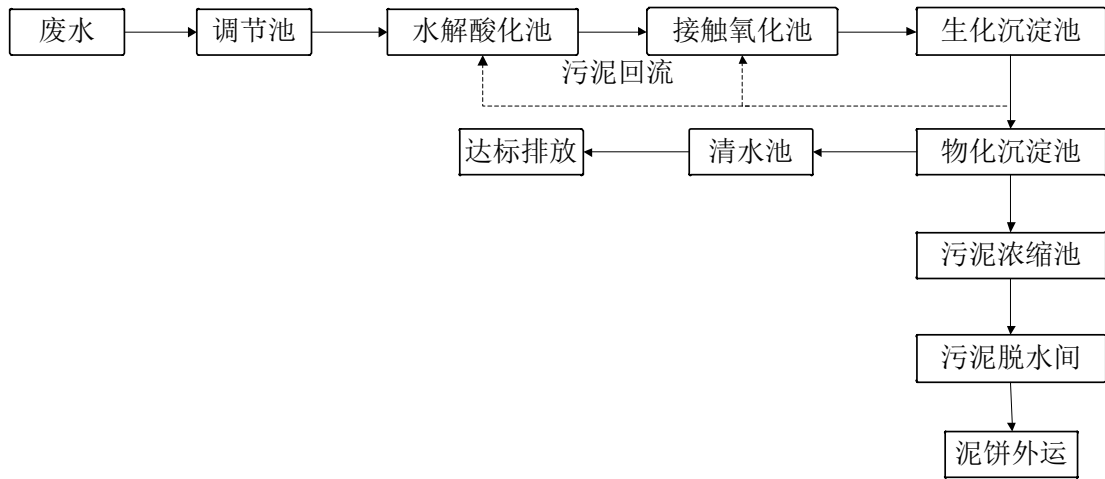 废水
调节池
水解酸化池
接触氧化池
生化沉淀池
污泥回流
达标排放
清水池
物化沉淀池
污泥浓缩池
污泥脱水间
泥饼外运